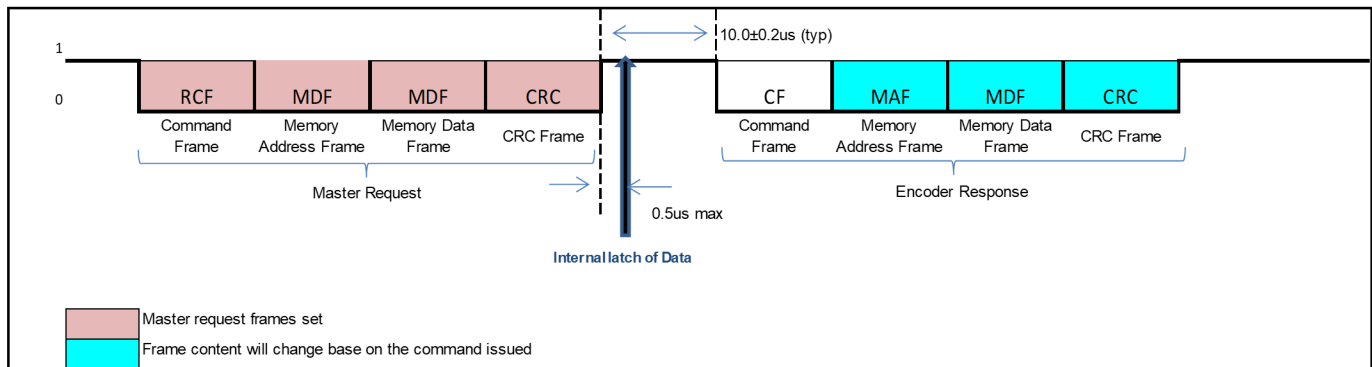 10.0±0.2us (typ)
1
0
RCF MDF MDF CRC CF MAF MDF CRC
Command Frame
Memory Address Frame
Memory Data Frame
CRC Frame
Command Frame
Memory Address Frame
Memory Data Frame
CRC Frame
Master Request
Encoder Response
0.5us max
Internal latch of Data
Master request frames set
Frame content will change base on the command issued